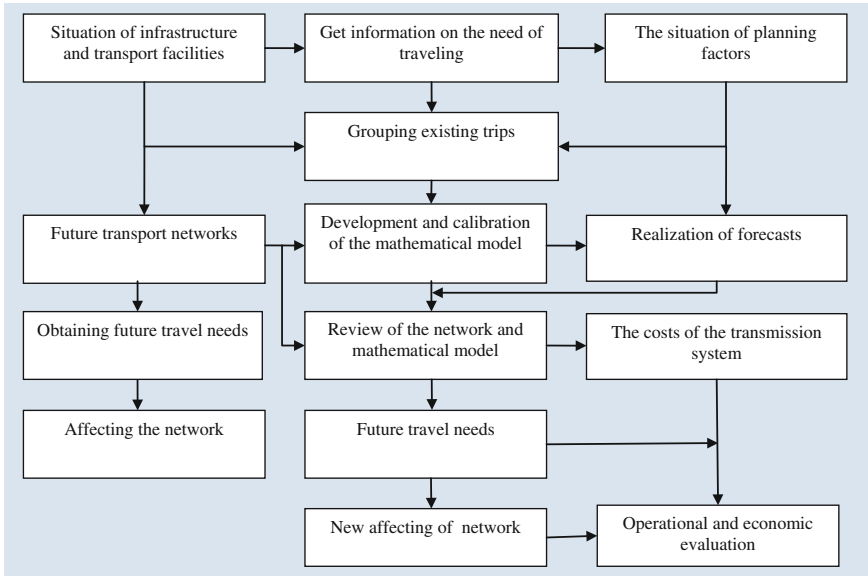 Situation of infrastructure
and transport facilities
Get information on the need of
traveling
The situation of planning
factors
Grouping existing trips
Future transport networks
Development and calibration
of the mathematical model
Realization of forecasts
Obtaining future travel needs
Review of the network and
mathematical model
The costs of the transmission
system
Affecting the network
Future travel needs
New affecting of network
Operational and economic
evaluation